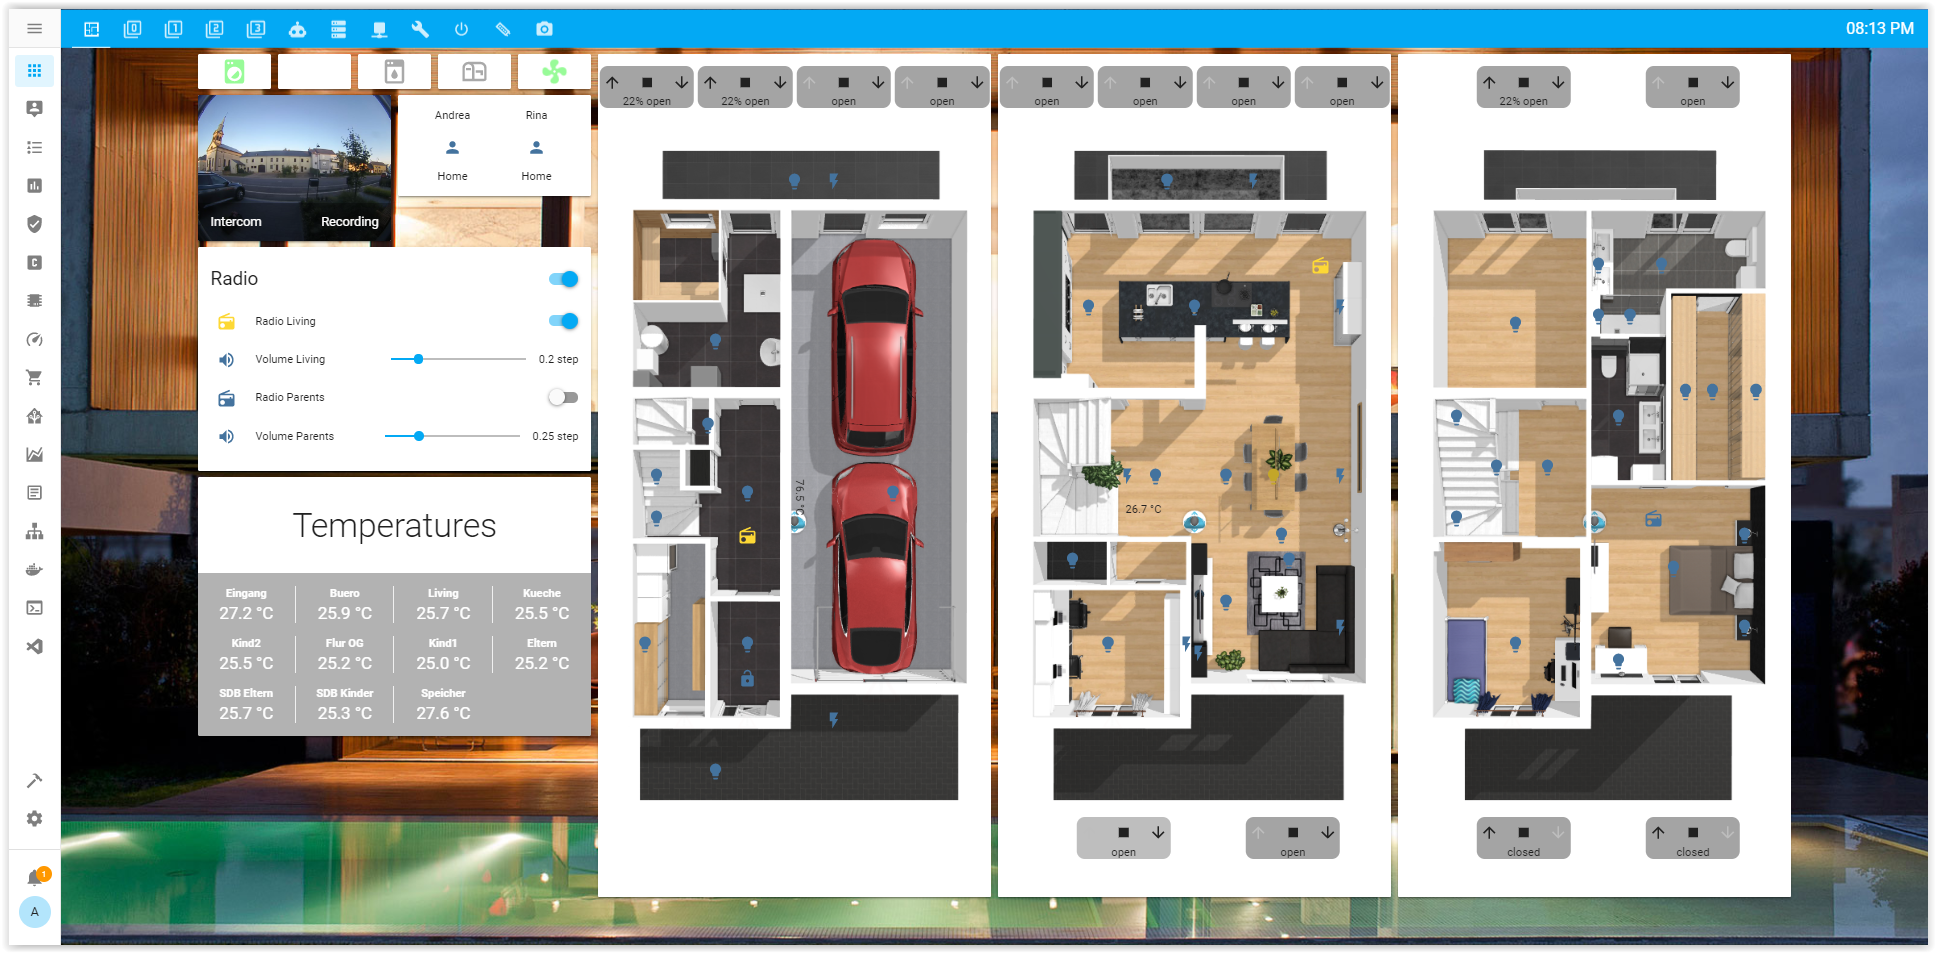 08:13 PM
0 1 2 3
C
1
A
Andrea Rina
Home Home
Intercom Recording
Radio
Radio Living
Volume Living 0.2 step
Radio Parents
Volume Parents 0.25 step
Temperatures
Eingang Buero Living Kueche
27.2 °C 25.9 °C 25.7 °C 25.5 °C
Kind2 Flur OG Kind1 Eltern
25.5 °C 25.2 °C 25.0 °C 25.2 °C
SDB Eltern SDB Kinder Speicher
25.7 °C 25.3 °C 27.6 °C
22% open 22% open open open
76.5 °C
open open open open
26.7 °C
open open
22% open open
closed closed